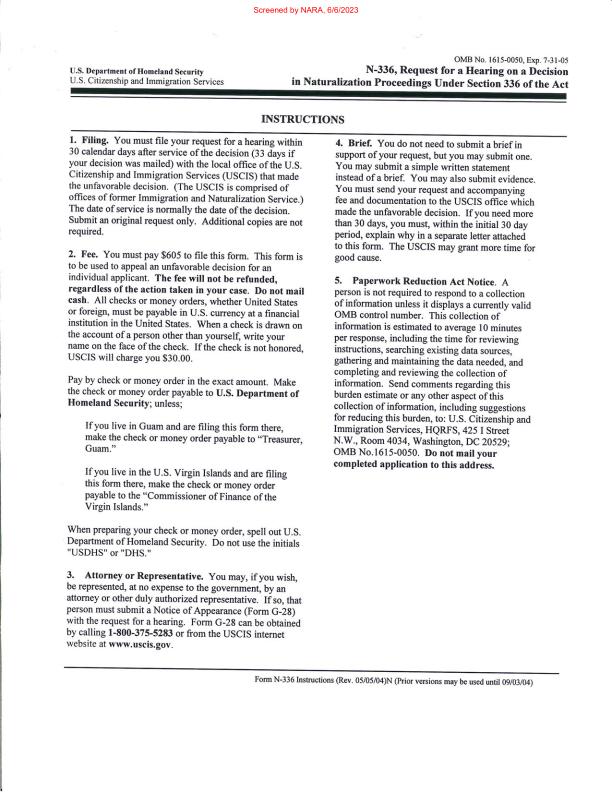 Screened by NARA, 6/6/2023
OMB No. 1615-0050, Exp. 7-31-05
U.S. Department of Homeland Security
U.S. Citizenship and Immigration Services
N-336, Request for a Hearing on a Decision
in Naturalization Proceedings Under Section 336 of the Act
INSTRUCTIONS
1. Filing. You must file your request for a hearing within
30 calendar days after service of the decision (33 days if
your decision was mailed) with the local office of the U.S.
Citizenship and Immigration Services (USCIS) that made
the unfavorable decision. (The USCIS is comprised of
offices of former Immigration and Naturalization Service.)
The date of service is normally the date of the decision.
Submit an original request only. Additional copies are not
required.
2. Fee. You must pay $605 to file this form. This form is
to be used to appeal an unfavorable decision for an
individual applicant. The fee will not be refunded,
regardless of the action taken in your case. Do not mail
cash. All checks or money orders, whether United States
or foreign, must be payable in U.S. currency at a financial
institution in the United States. When a check is drawn on
the account of a person other than yourself, write your
name on the face of the check. If the check is not honored,
USCIS will charge you $30.00.
Pay by check or money order in the exact amount. Make
the check or money order payable to U.S. Department of
Homeland Security; unless;
If you live in Guam and are filing this form there,
make the check or money order payable to "Treasurer,
Guam."
If you live in the U.S. Virgin Islands and are filing
this form there, make the check or money order
payable to the "Commissioner of Finance of the
Virgin Islands."
When preparing your check or money order, spell out U.S.
Department of Homeland Security. Do not use the initials
"USDHS" or "DHS."
3. Attorney or Representative. You may, if you wish,
be represented, at no expense to the government, by an
attorney or other duly authorized representative. If so, that
person must submit a Notice of Appearance (Form G-28)
with the request for a hearing. Form G-28 can be obtained
by calling 1-800-375-5283 or from the USCIS internet
website at www.uscis.gov.
4. Brief. You do not need to submit a brief in
support of your request, but you may submit one.
You may submit a simple written statement
instead of a brief. You may also submit evidence.
You must send your request and accompanying
fee and documentation to the USCIS office which
made the unfavorable decision. If you need more
than 30 days, you must, within the initial 30 day
period, explain why in a separate letter attached
to this form. The USCIS may grant more time for
good cause.
5. Paperwork Reduction Act Notice. A
person is not required to respond to a collection
of information unless it displays a currently valid
OMB control number. This collection of
information is estimated to average 10 minutes
per response, including the time for reviewing
instructions, searching existing data sources,
gathering and maintaining the data needed, and
completing and reviewing the collection of
information. Send comments regarding this
burden estimate or any other aspect of this
collection of information, including suggestions
for reducing this burden, to: U.S. Citizenship and
Immigration Services, HQRFS, 425 I Street
N.W., Room 4034, Washington, DC 20529;
OMB No.1615-0050. Do not mail your
completed application to this address.
Form N-336 Instructions (Rev. 05/05/04)N (Prior versions may be used until 09/03/04)